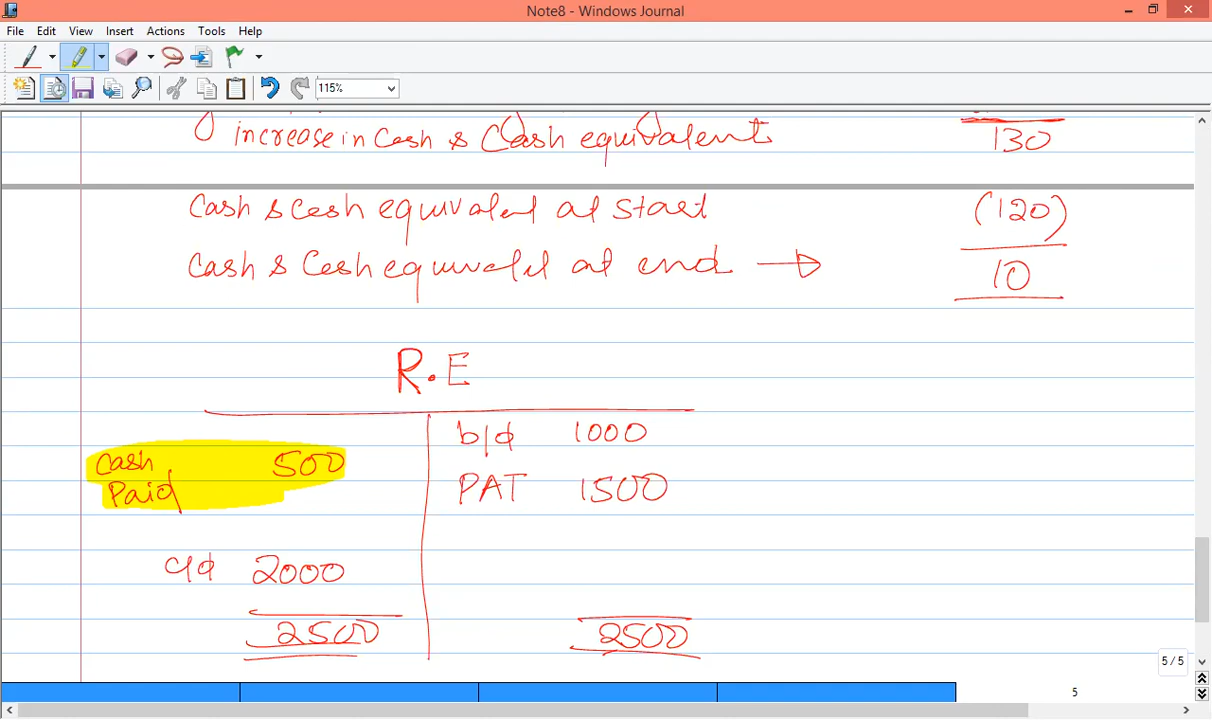 Note8 - Windows Journal
File Edit View Insert Actions Tools Help
115%
increase in Cash & Cash equivalent 130
Cash & Cash equivalent at start (120)
Cash & Cash equivalent at end → 10
R.E
b/d 1000
Cash 500
Paid
PAT 1500
c/d 2000
2500 2500
5/5
5